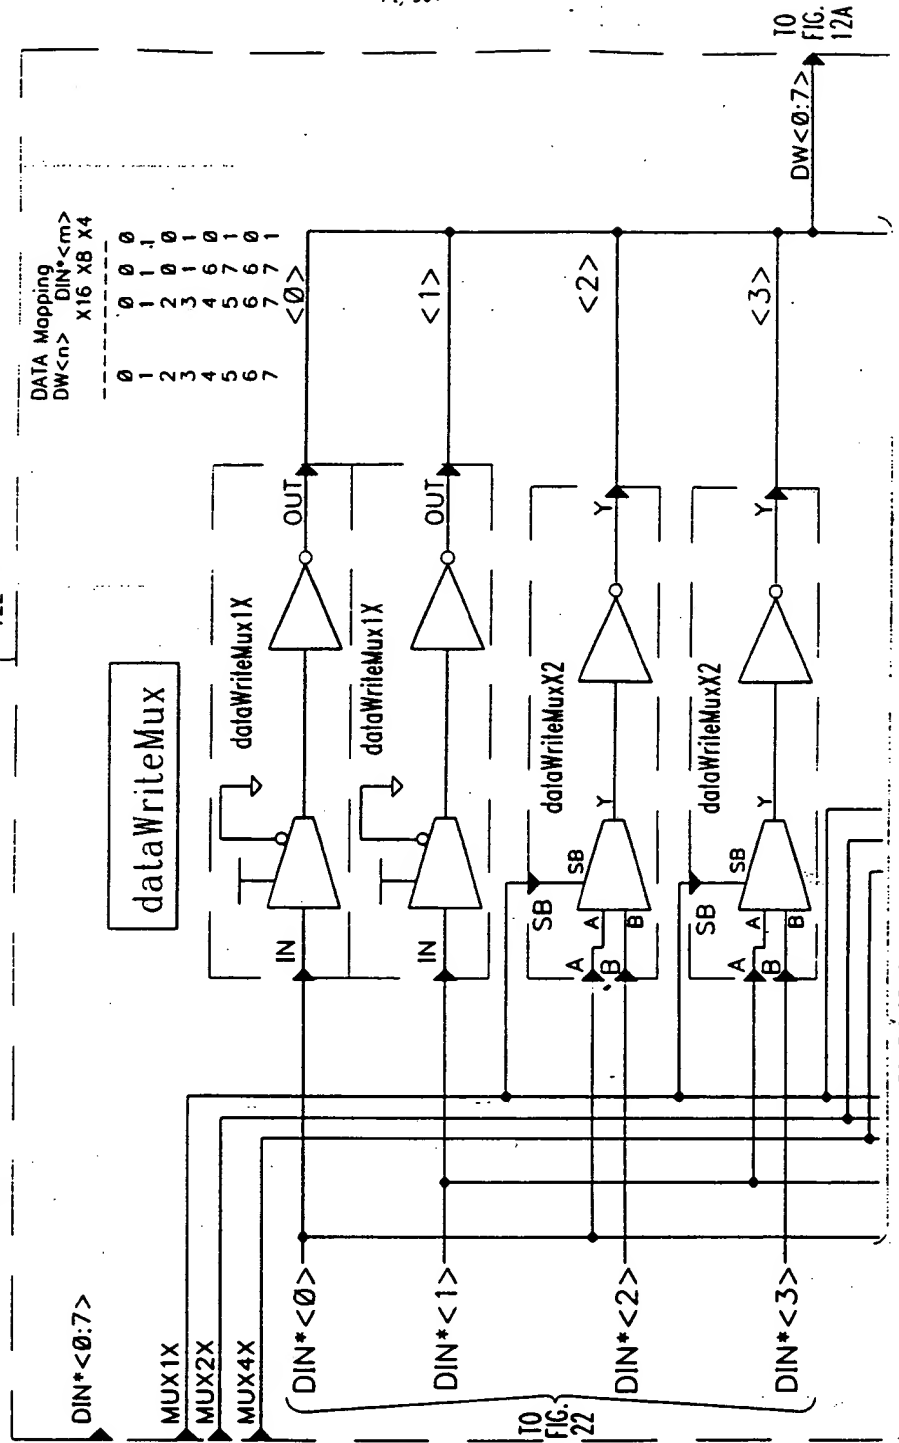 TO
FIG.
12A
DATA Mapping
DW<n> DIN*<m>
X16 X8 X4
0 0 0 0
1 1 1 1
2 2 0 0
3 3 1 1
4 4 6 0
5 5 7 1
6 6 6 0
7 7 7 1
dataWriteMux
DIN*<0:7>
MUX1X
MUX2X
MUX4X
DIN*<0>
IN
dataWriteMux1X
OUT
<0>
DIN*<1>
IN
dataWriteMux1X
OUT
<1>
DIN*<2>
SB
SB
A
A
B
B
Y
dataWriteMuxX2
Y
<2>
DIN*<3>
SB
SB
A
A
B
B
Y
dataWriteMuxX2
Y
<3>
DW<0:7>
TO
FIG.
22